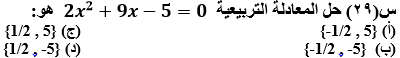 س(٢٩) حل المعادلة التربيعية 2x² + 9x − 5 = 0 هو:
(أ) {-1/2 , 5} (ج) {1/2 , 5}
(ب) {-1/2 , -5} (د) {1/2 , -5}